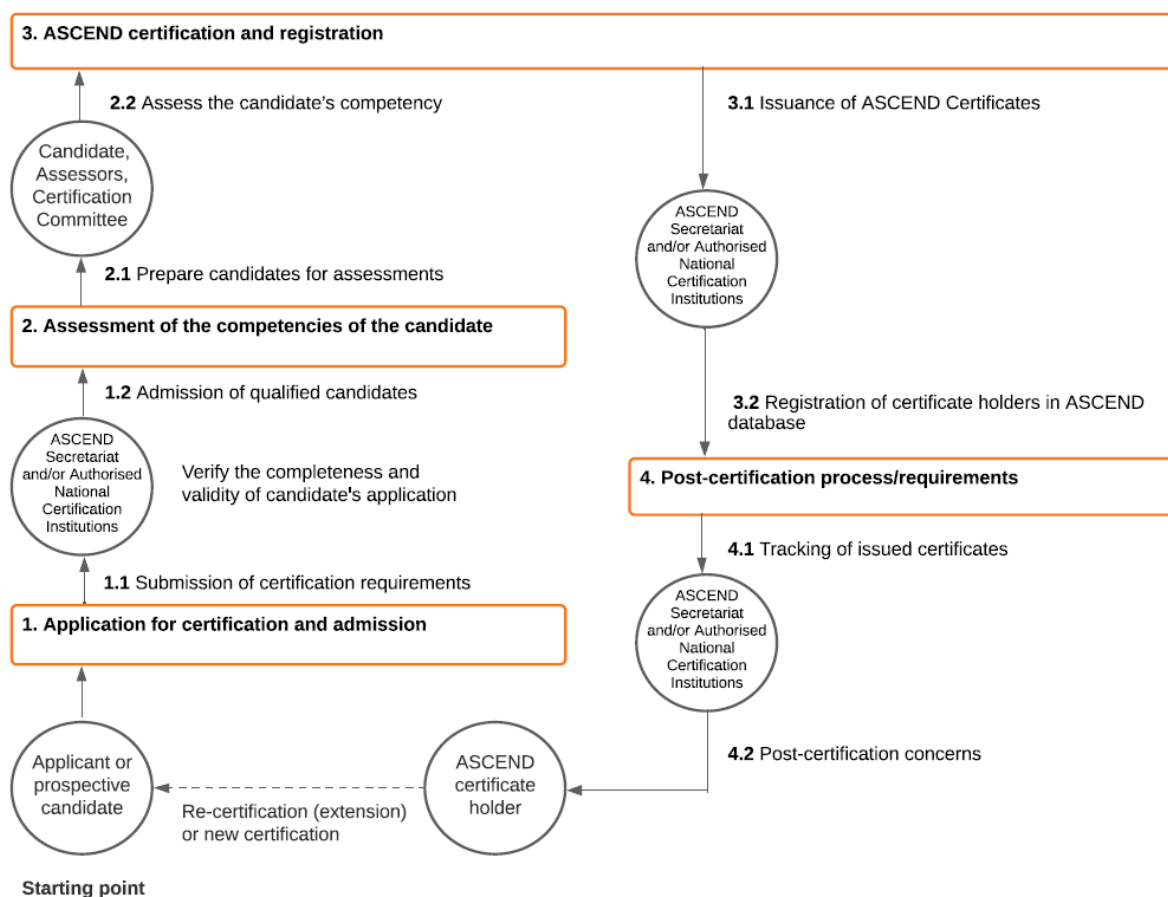 3. ASCEND certification and registration
2.2 Assess the candidate's competency
3.1 Issuance of ASCEND Certificates
Candidate,
Assessors,
Certification
Committee
ASCEND
Secretariat
and/or Authorised
National
Certification
Institutions
2.1 Prepare candidates for assessments
2. Assessment of the competencies of the candidate
1.2 Admission of qualified candidates
3.2 Registration of certificate holders in ASCEND
database
ASCEND
Secretariat
and/or Authorised
National
Certification
Institutions
Verify the completeness and
validity of candidate's application
4. Post-certification process/requirements
4.1 Tracking of issued certificates
1.1 Submission of certification requirements
ASCEND
Secretariat
and/or Authorised
National
Certification
Institutions
1. Application for certification and admission
4.2 Post-certification concerns
Applicant or
prospective
candidate
ASCEND
certificate
holder
Re-certification (extension)
or new certification
Starting point